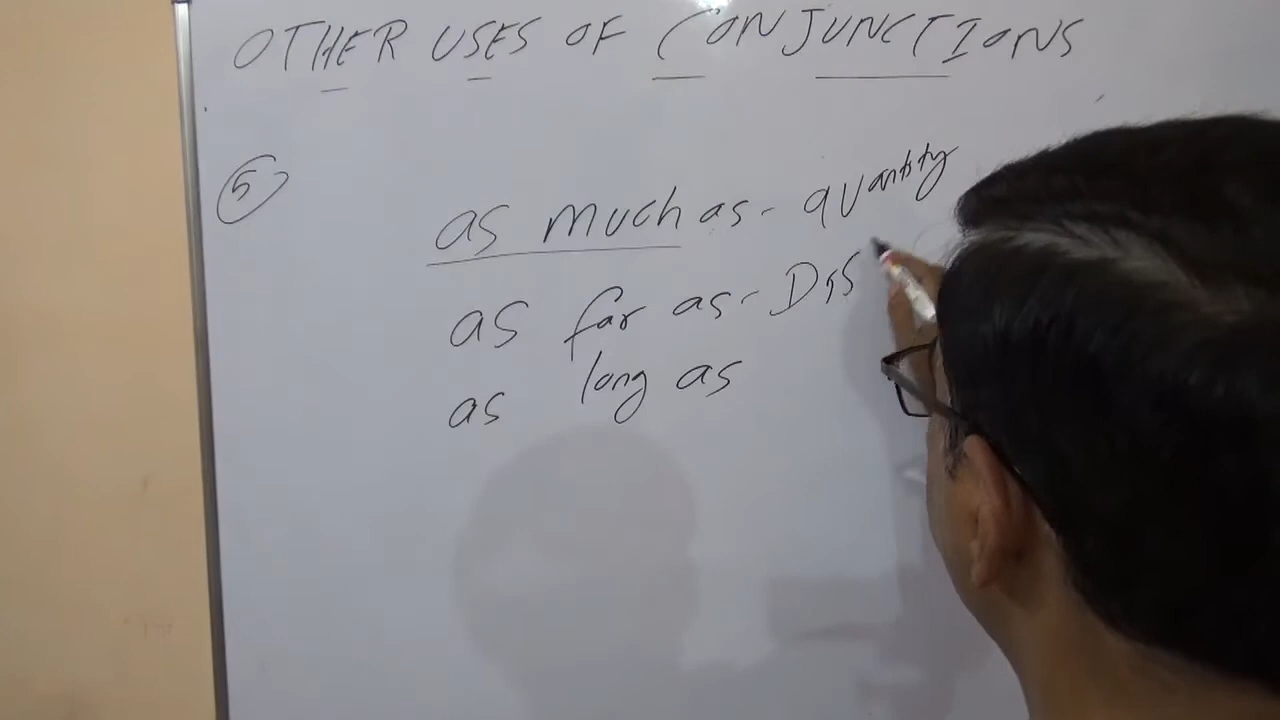 OTHER USES OF CONJUNCTIONS
5
as much as - quantity
as far as - Dis
as long as